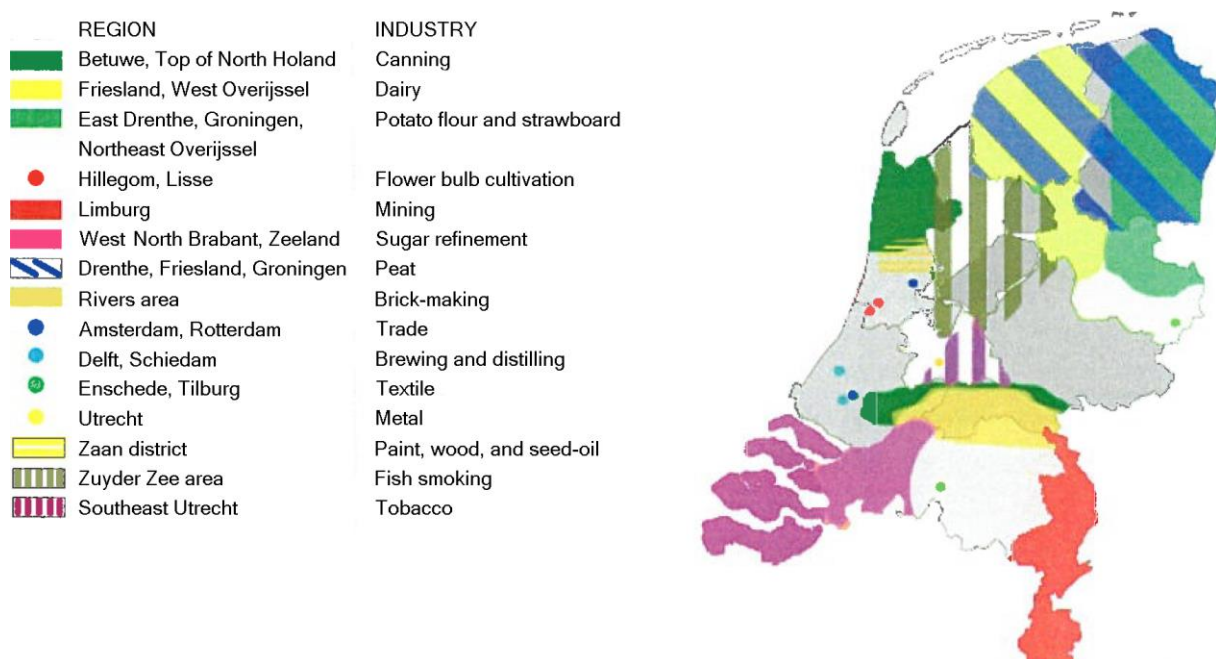 REGION INDUSTRY
Betuwe, Top of North Holand Canning
Friesland, West Overijssel Dairy
East Drenthe, Groningen, Potato flour and strawboard
Northeast Overijssel
Hillegom, Lisse Flower bulb cultivation
Limburg Mining
West North Brabant, Zeeland Sugar refinement
Drenthe, Friesland, Groningen Peat
Rivers area Brick-making
Amsterdam, Rotterdam Trade
Delft, Schiedam Brewing and distilling
Enschede, Tilburg Textile
Utrecht Metal
Zaan district Paint, wood, and seed-oil
Zuyder Zee area Fish smoking
Southeast Utrecht Tobacco